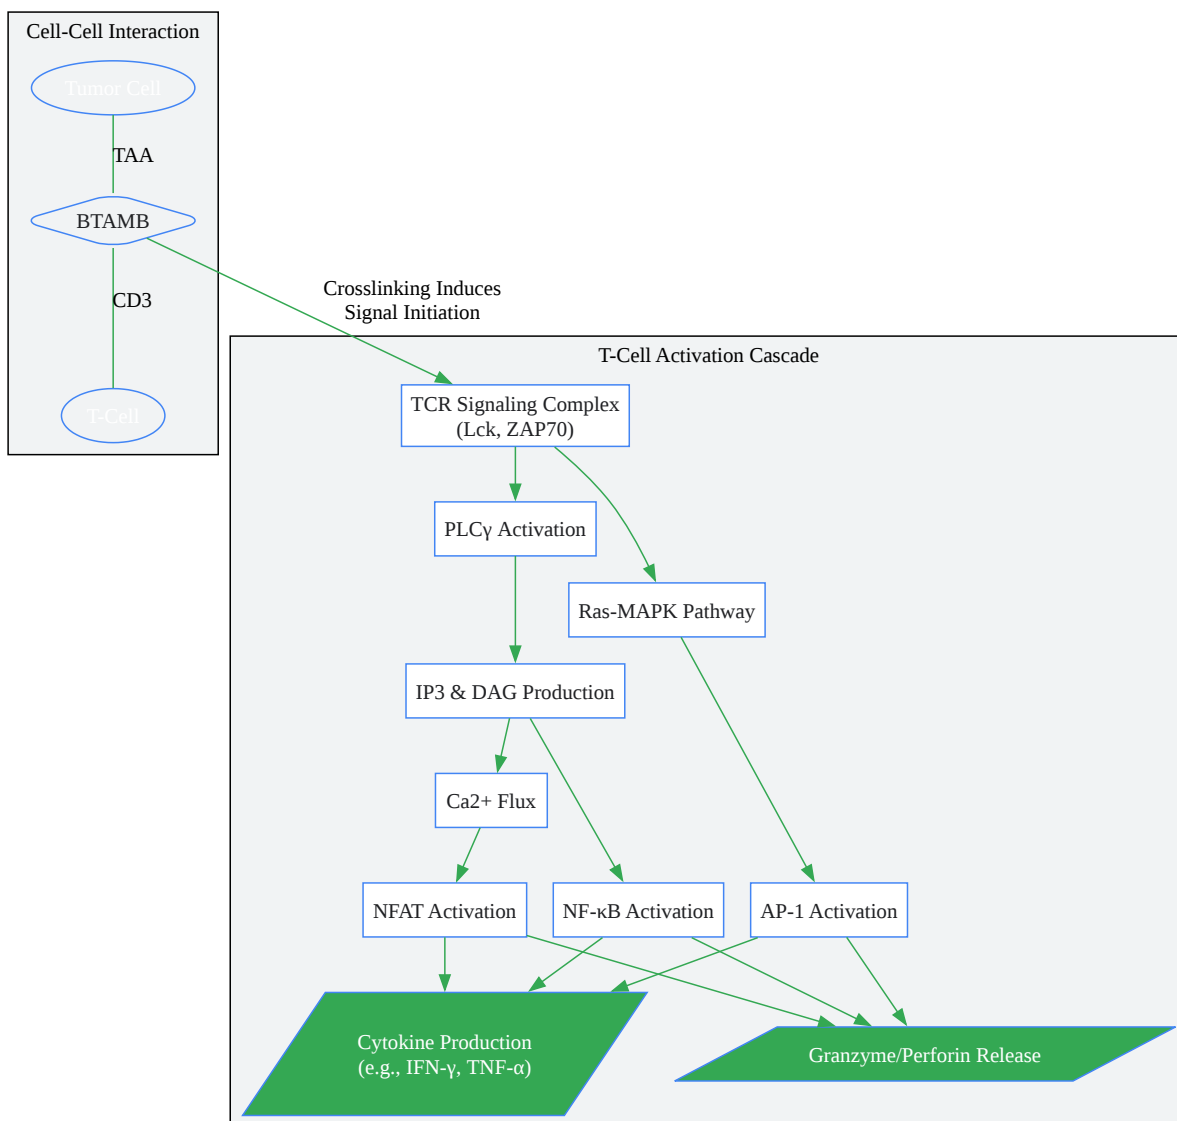 Cell-Cell Interaction
Tumor Cell
TAA
BTAMB
CD3
T-Cell
Crosslinking Induces
Signal Initiation
T-Cell Activation Cascade
TCR Signaling Complex
(Lck, ZAP70)
PLCγ Activation
Ras-MAPK Pathway
IP3 & DAG Production
Ca2+ Flux
NFAT Activation
NF-κB Activation
AP-1 Activation
Cytokine Production
(e.g., IFN-γ, TNF-α)
Granzyme/Perforin Release